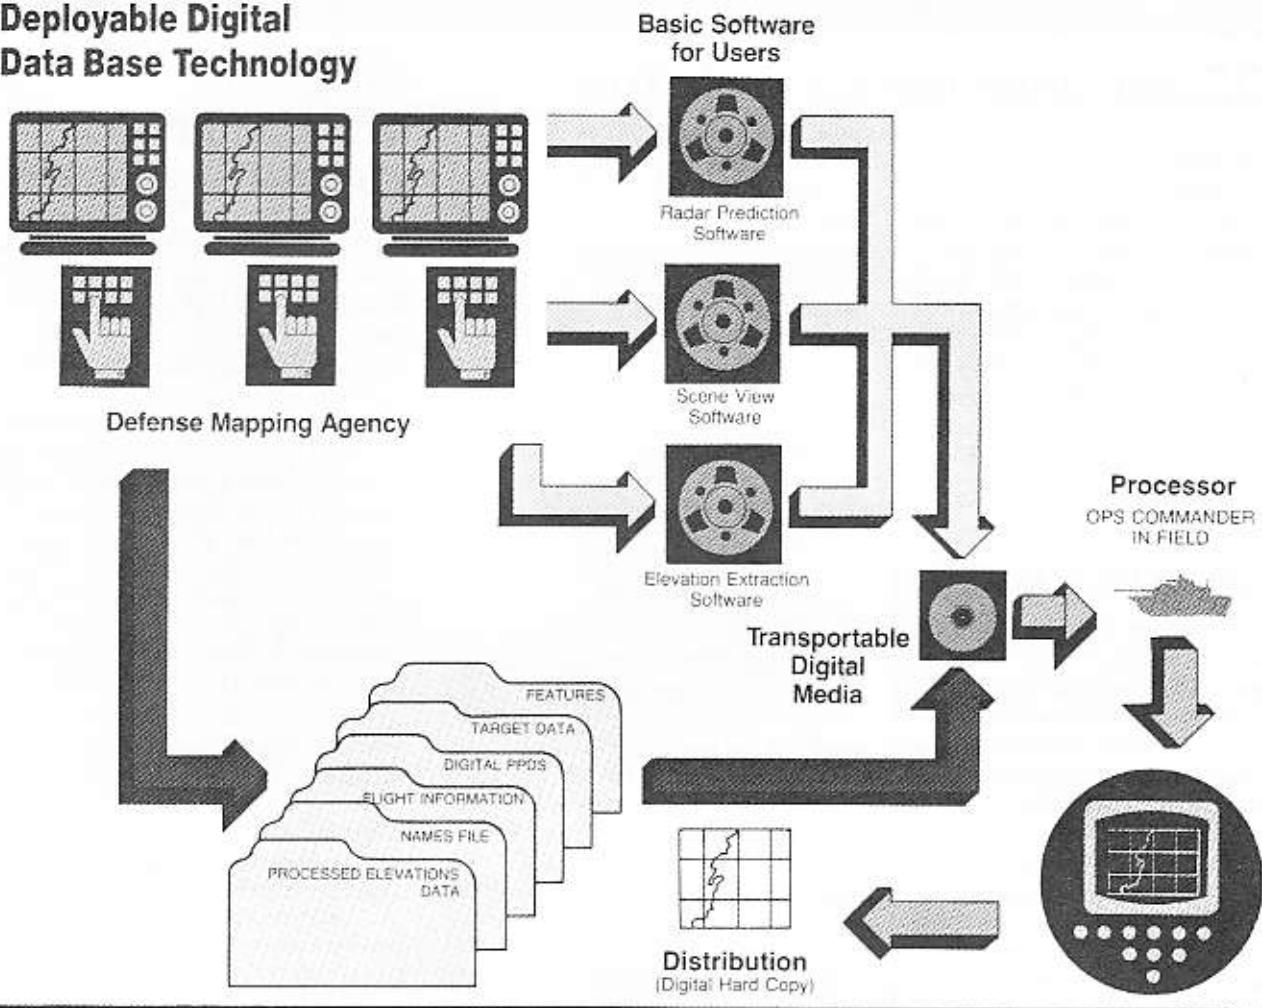 Deployable Digital
Data Base Technology
Basic Software
for Users
Radar Prediction
Software
Scene View
Software
Defense Mapping Agency
Elevation Extraction
Software
Processor
OPS COMMANDER
IN FIELD
Transportable
Digital
Media
FEATURES
TARGET DATA
DIGITAL PPDS
FLIGHT INFORMATION
NAMES FILE
PROCESSED ELEVATIONS
DATA
Distribution
(Digital Hard Copy)